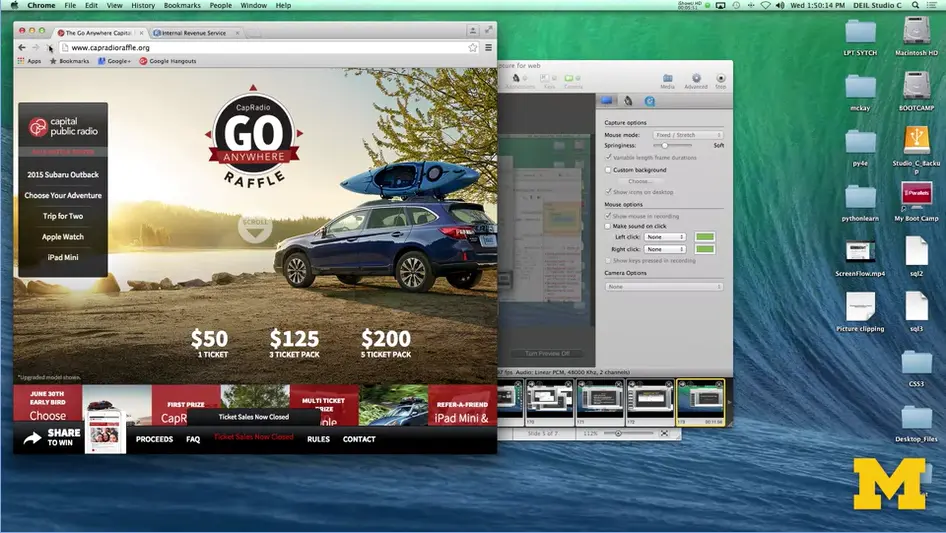 Chrome File Edit View History Bookmarks People Window Help
Wed 1:50:14 PM DEIL Studio C
The Go Anywhere Capita
Internal Revenue Service
www.capradioraffle.org
Apps Bookmarks Google+ Google Hangouts
capital
public radio
2015 Subaru Outback
Choose Your Adventure
Trip for Two
Apple Watch
iPad Mini
CapRadio
GO
ANYWHERE
RAFFLE
SCROLL
$50
1 TICKET
$125
3 TICKET PACK
$200
5 TICKET PACK
*Upgraded model shown.
JUNE 30TH
EARLY BIRD
Choose
FIRST PRIZE
CapR
MULTI TICKET
REFER-A-FRIEND
iPad Mini &
Ticket Sales Now Closed
SHARE
TO WIN
PROCEEDS FAQ Ticket Sales Now Closed RULES CONTACT
for web
Media Advanced Stop
Capture options
Mouse mode: Fixed / Stretch
Springiness: Soft
Variable length frame durations
Custom background
Choose...
Show icons on desktop
Mouse options
Show mouse in recording
Make sound on click
Left click: None
Right click: None
Show keys pressed in recording
Camera Options
None
Turn Preview Off
Audio: Linear PCM, 48000 Khz, 2 channels)
170 171 172 173
Slide 5 of 7 112%
LPT SYTCH
Macintosh HD
mckay
BOOTCAMP
py4e
Studio_C_Backu
p
pythonlearn
Parallels
My Boot Camp
ScreenFlow.mp4
sql2
Picture clipping
sql3
CSS3
Desktop_Files
M